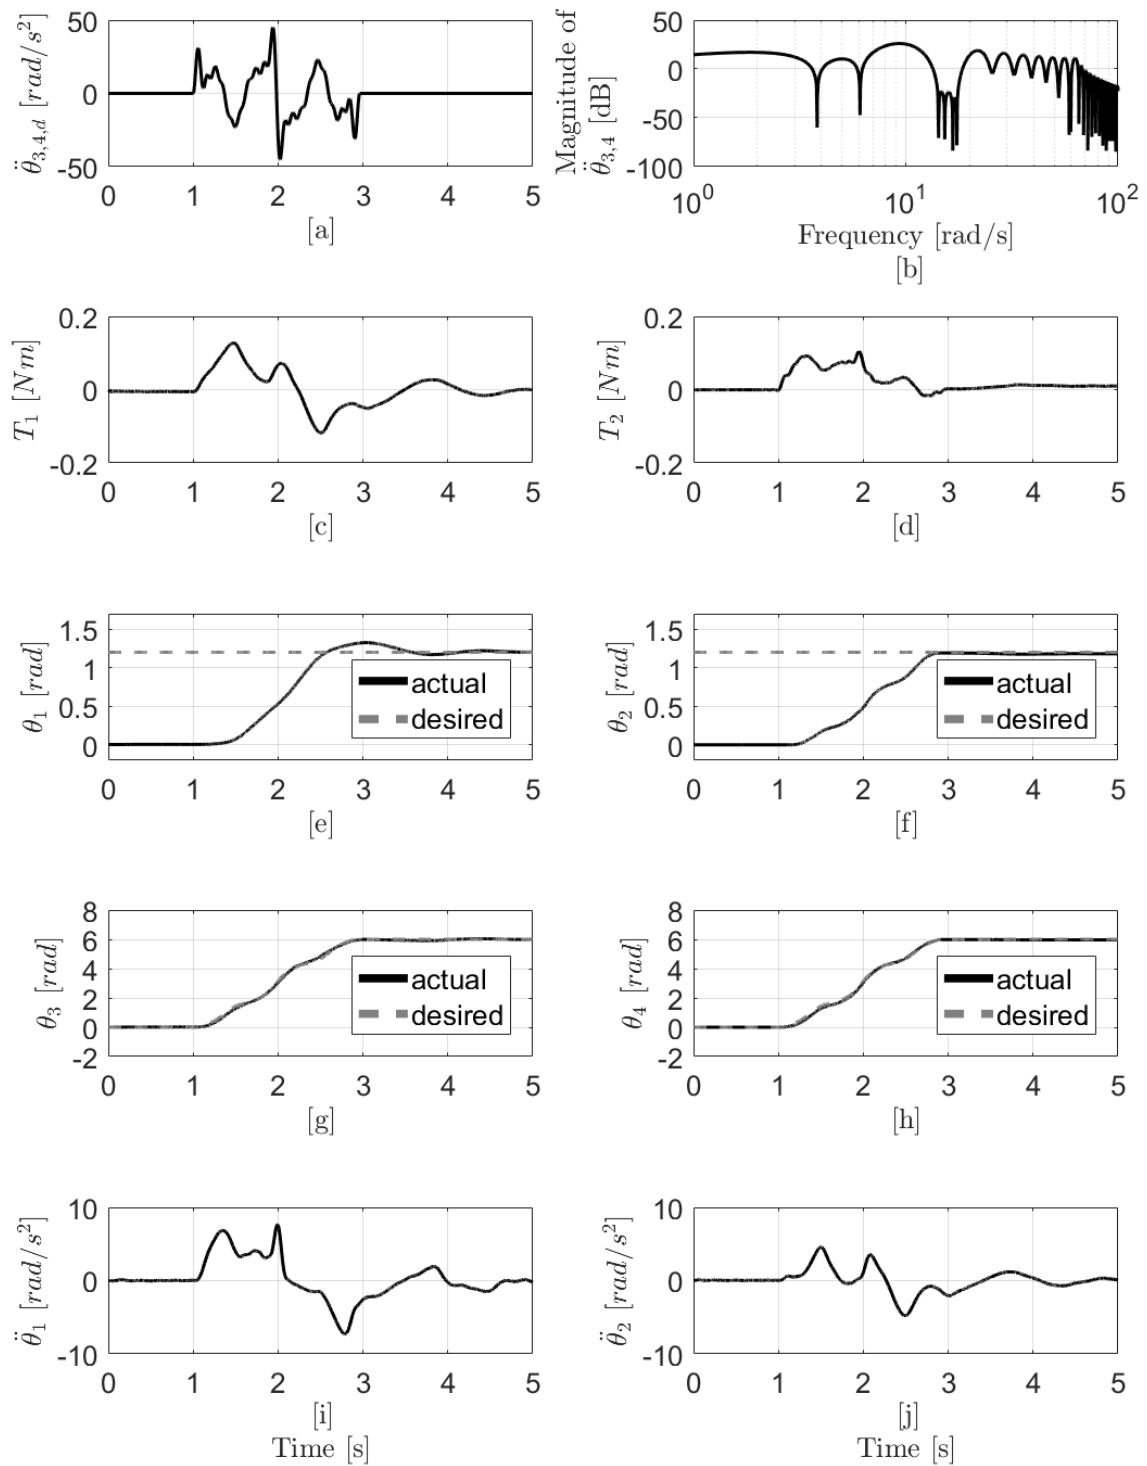 50
0
-50
θ̈3,4,d [rad/s²]
0 1 2 3 4 5
[a]
50
0
-50
-100
Magnitude of
θ̈3,4 [dB]
10⁰ 10¹ 10²
Frequency [rad/s]
[b]
0.2
0
-0.2
T1 [Nm]
0 1 2 3 4 5
[c]
0.2
0
-0.2
T2 [Nm]
0 1 2 3 4 5
[d]
1.5
1
0.5
0
θ1 [rad]
actual
desired
0 1 2 3 4 5
[e]
1.5
1
0.5
0
θ2 [rad]
actual
desired
0 1 2 3 4 5
[f]
8
6
4
2
0
-2
θ3 [rad]
actual
desired
0 1 2 3 4 5
[g]
8
6
4
2
0
-2
θ4 [rad]
actual
desired
0 1 2 3 4 5
[h]
10
0
-10
θ̈1 [rad/s²]
0 1 2 3 4 5
[i]
Time [s]
10
0
-10
θ̈2 [rad/s²]
0 1 2 3 4 5
[j]
Time [s]